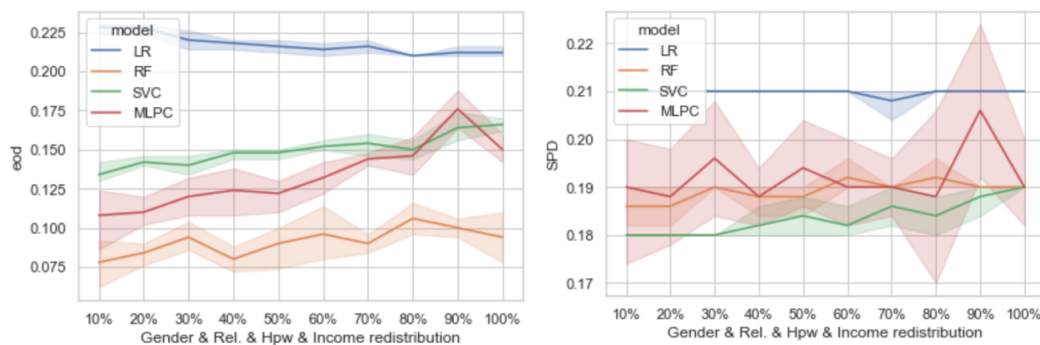 model
LR
RF
SVC
MLPC
0.225
0.200
0.175
0.150
0.125
0.100
0.075
eod
10% 20% 30% 40% 50% 60% 70% 80% 90% 100%
Gender & Rel. & Hpw & Income redistribution
model
LR
RF
SVC
MLPC
0.22
0.21
0.20
0.19
0.18
0.17
SPD
10% 20% 30% 40% 50% 60% 70% 80% 90% 100%
Gender & Rel. & Hpw & Income redistribution